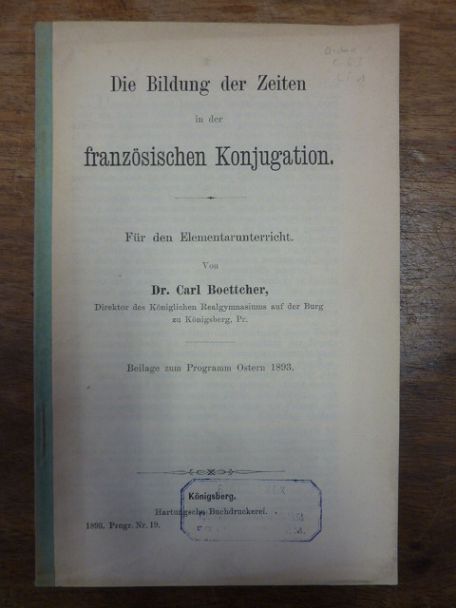 Die Bildung der Zeiten
in der
französischen Konjugation.
Für den Elementarunterricht.
Von
Dr. Carl Boettcher,
Direktor des Königlichen Realgymnasiums auf der Burg
zu Königsberg, Pr.
Beilage zum Programm Ostern 1893.
Königsberg.
Hartungsche Buchdruckerei.
1893. Progr. Nr. 19.